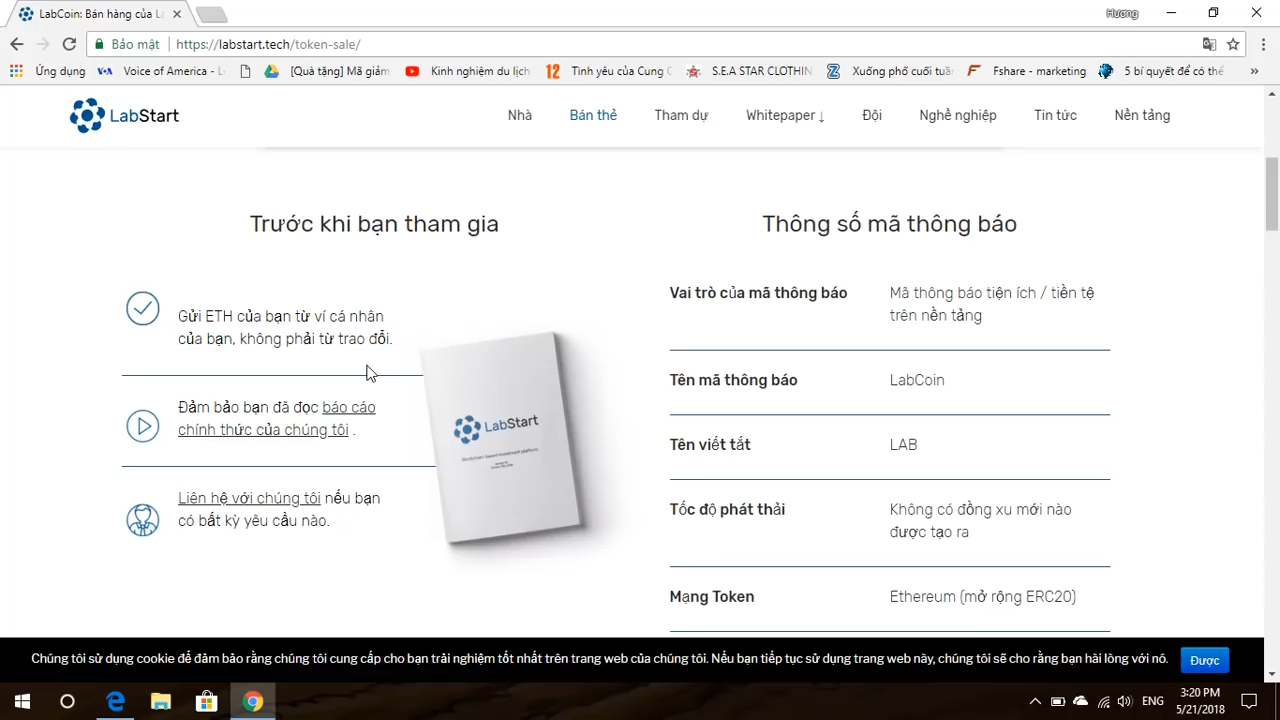 LabCoin: Bán hàng của La
Hương
Bảo mật
https://labstart.tech/token-sale/
Ứng dụng
Voice of America - L
[Quà tặng] Mã giảm
Kinh nghiệm du lịch
12
Tình yêu của Cung C
S.E.A STAR CLOTHIN
Xuống phố cuối tuần
Fshare - marketing
5 bí quyết để có thể
»
LabStart
Nhà
Bán thẻ
Tham dự
Whitepaper ↓
Đội
Nghề nghiệp
Tin tức
Nền tảng
Trước khi bạn tham gia
Gửi ETH của bạn từ ví cá nhân
của bạn, không phải từ trao đổi.
Đảm bảo bạn đã đọc báo cáo
chính thức của chúng tôi .
Liên hệ với chúng tôi nếu bạn
có bất kỳ yêu cầu nào.
LabStart
Thông số mã thông báo
Vai trò của mã thông báo
Mã thông báo tiện ích / tiền tệ
trên nền tảng
Tên mã thông báo
LabCoin
Tên viết tắt
LAB
Tốc độ phát thải
Không có đồng xu mới nào
được tạo ra
Mạng Token
Ethereum (mở rộng ERC20)
Chúng tôi sử dụng cookie để đảm bảo rằng chúng tôi cung cấp cho bạn trải nghiệm tốt nhất trên trang web của chúng tôi. Nếu bạn tiếp tục sử dụng trang web này, chúng tôi sẽ cho rằng bạn hài lòng với nó.
Được
ENG
3:20 PM
5/21/2018